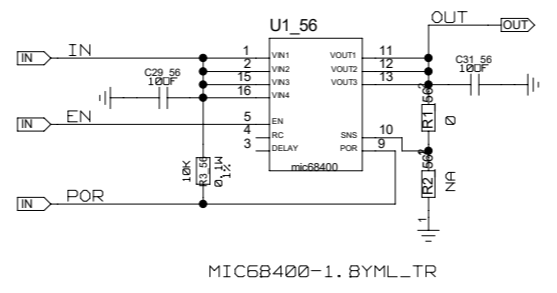 U1_56
OUT
OUT
IN
IN
1
VIN1
VOUT1
11
2
VIN2
VOUT2
12
15
VIN3
VOUT3
13
16
VIN4
C29_56
10UF
C31_56
10UF
IN
EN
5
EN
4
RC
SNS
10
3
DELAY
POR
9
mic68400
R1_56
0
2
10K
R3_56
0.1W
1%
R2_56
NA
2
1
IN
POR
MIC68400-1.8YML_TR